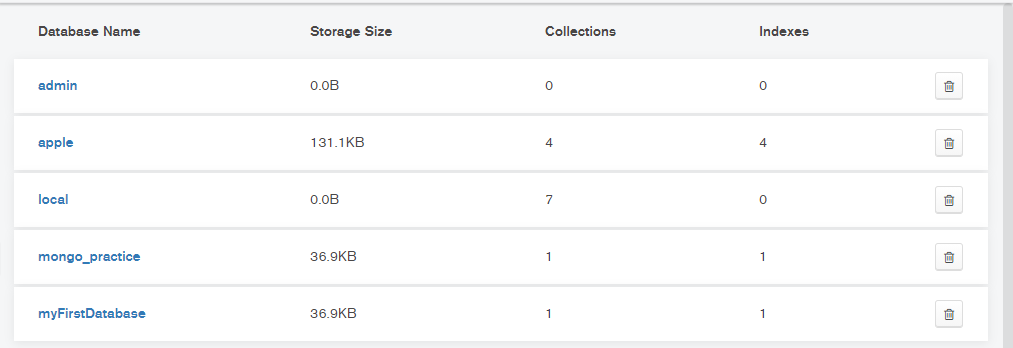 Database Name Storage Size Collections Indexes
admin 0.0B 0 0
apple 131.1KB 4 4
local 0.0B 7 0
mongo_practice 36.9KB 1 1
myFirstDatabase 36.9KB 1 1